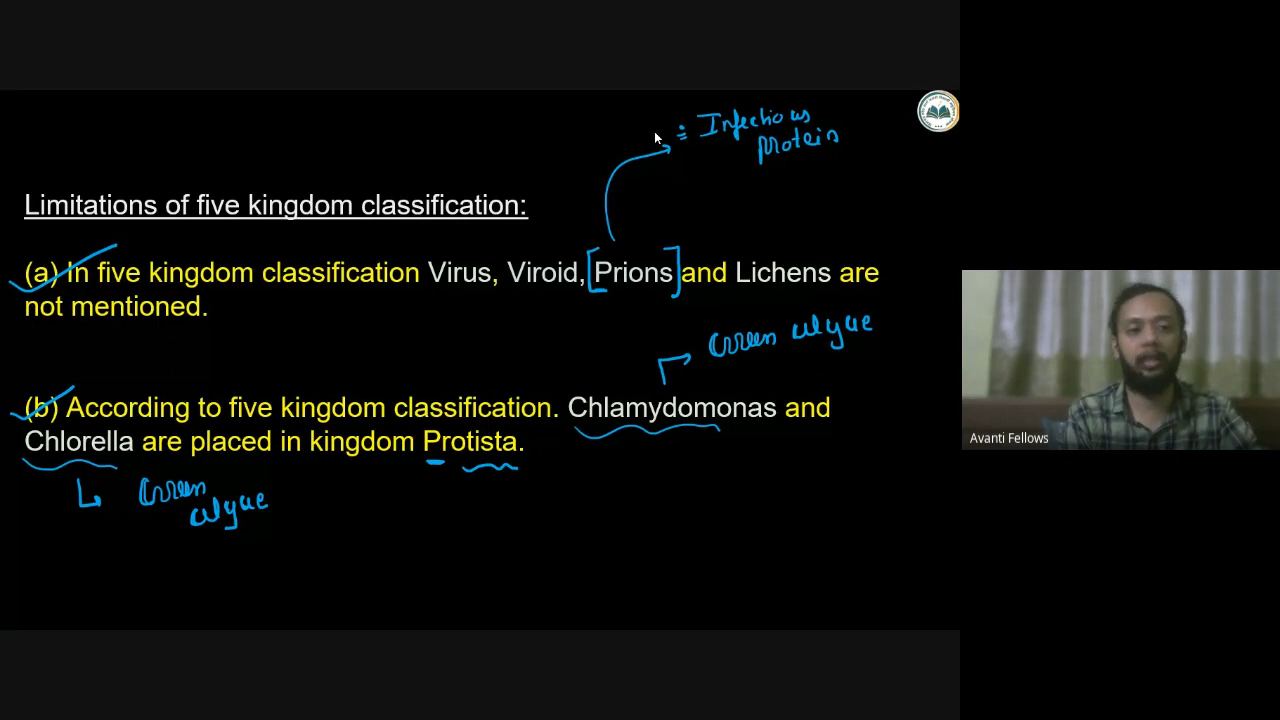 : Infectious
protein
Limitations of five kingdom classification:
(a) In five kingdom classification Virus, Viroid, [Prions] and Lichens are
not mentioned.
Green algae
(b) According to five kingdom classification. Chlamydomonas and
Chlorella are placed in kingdom Protista.
Green
algae
Avanti Fellows